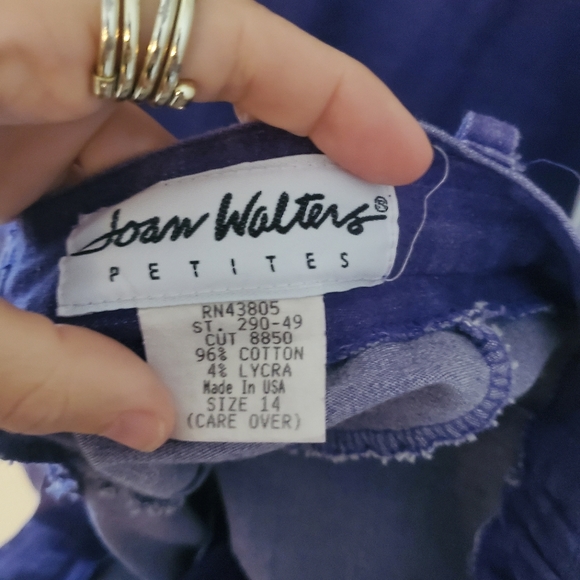 Joan Walters®
PETITES
RN43805
ST. 290-49
CUT 8850
96% COTTON
4% LYCRA
Made In USA
SIZE 14
(CARE OVER)